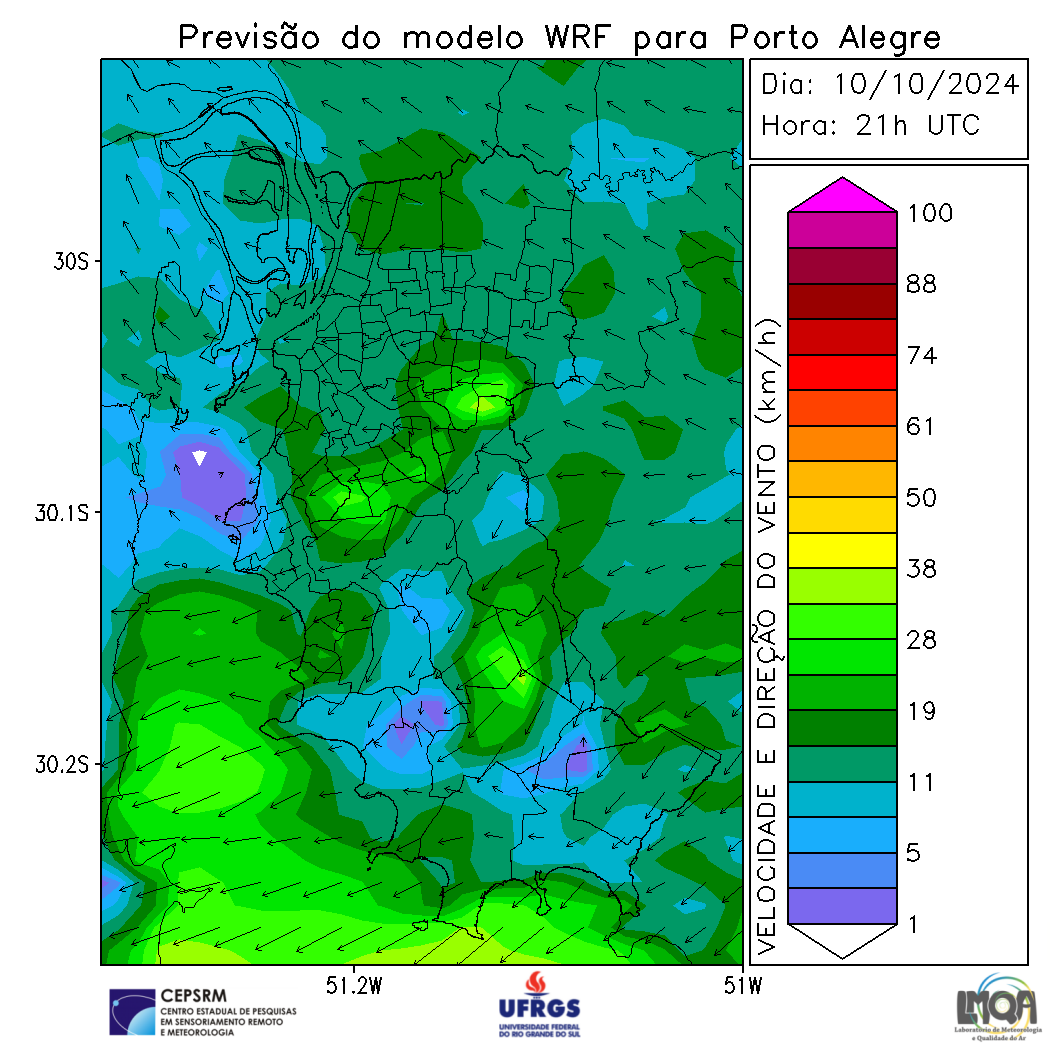 Previsão do modelo WRF para Porto Alegre
Dia: 10/10/2024
Hora: 21h UTC
30S
30.1S
30.2S
51.2W
51W
VELOCIDADE E DIREÇÃO DO VENTO (km/h)
100
88
74
61
50
38
28
19
11
5
1
CEPSRM
CENTRO ESTADUAL DE PESQUISAS
EM SENSORIAMENTO REMOTO
E METEOROLOGIA
UFRGS
UNIVERSIDADE FEDERAL
DO RIO GRANDE DO SUL
LMQA
Laboratório de Meteorologia
e Qualidade do Ar